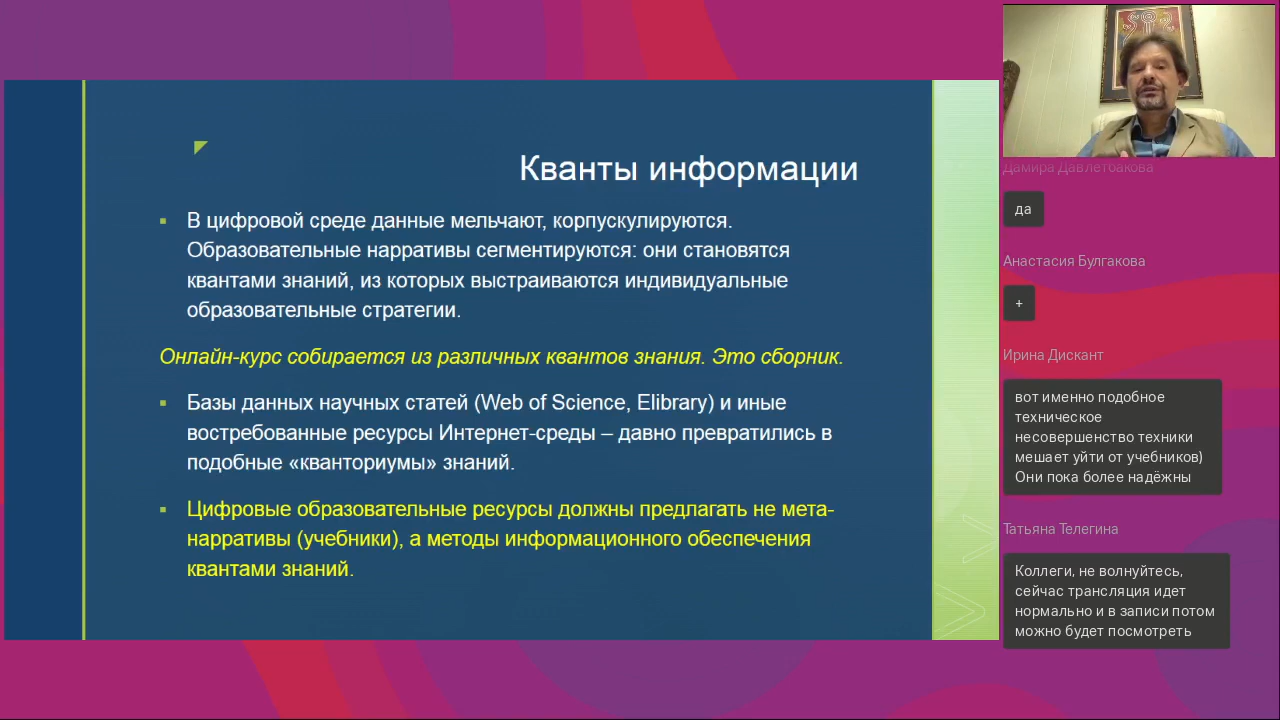 Кванты информации
В цифровой среде данные мельчают, корпускулируются.
Образовательные нарративы сегментируются: они становятся
квантами знаний, из которых выстраиваются индивидуальные
образовательные стратегии.
Онлайн-курс собирается из различных квантов знания. Это сборник.
Базы данных научных статей (Web of Science, Elibrary) и иные
востребованные ресурсы Интернет-среды – давно превратились в
подобные «кванториумы» знаний.
Цифровые образовательные ресурсы должны предлагать не мета-
нарративы (учебники), а методы информационного обеспечения
квантами знаний.
Дамира Давлетбакова
да
Анастасия Булгакова
+
Ирина Дискант
вот именно подобное
техническое
несовершенство техники
мешает уйти от учебников)
Они пока более надёжны
Татьяна Телегина
Коллеги, не волнуйтесь,
сейчас трансляция идет
нормально и в записи потом
можно будет посмотреть